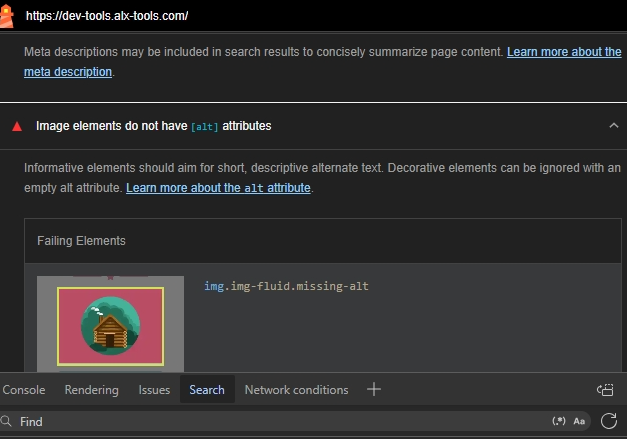 https://dev-tools.alx-tools.com/
Meta descriptions may be included in search results to concisely summarize page content. Learn more about the
meta description.
Image elements do not have [alt] attributes
Informative elements should aim for short, descriptive alternate text. Decorative elements can be ignored with an
empty alt attribute. Learn more about the alt attribute.
Failing Elements
img.img-fluid.missing-alt
Console Rendering Issues Search Network conditions
Find (.*) Aa